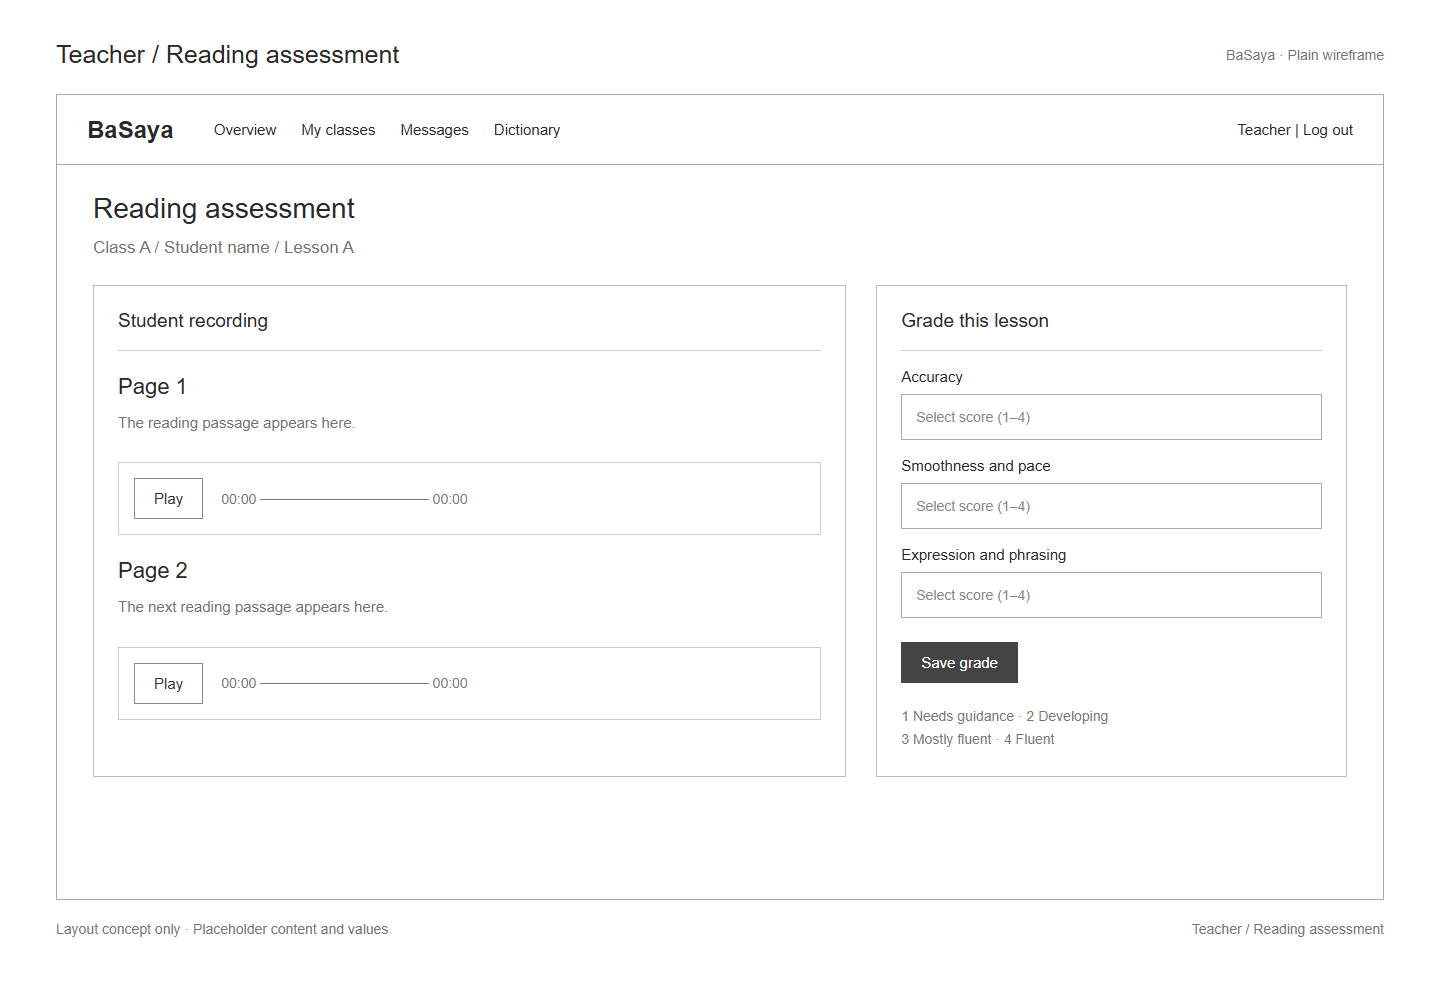 Teacher / Reading assessment
BaSaya · Plain wireframe
BaSaya
Overview
My classes
Messages
Dictionary
Teacher | Log out
Reading assessment
Class A / Student name / Lesson A
Student recording
Page 1
The reading passage appears here.
Play
00:00
00:00
Page 2
The next reading passage appears here.
Play
00:00
00:00
Grade this lesson
Accuracy
Select score (1–4)
Smoothness and pace
Select score (1–4)
Expression and phrasing
Select score (1–4)
Save grade
1 Needs guidance · 2 Developing
3 Mostly fluent · 4 Fluent
Layout concept only · Placeholder content and values
Teacher / Reading assessment